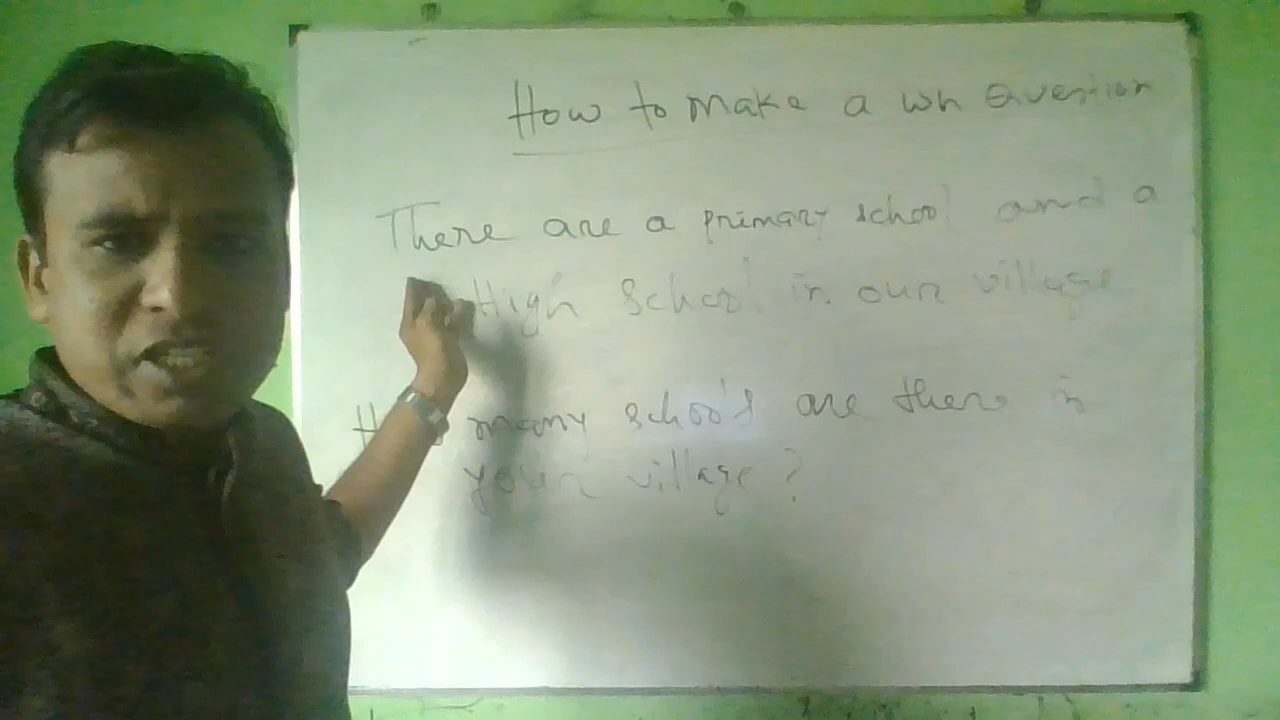 How to make a wh Question
There are a primary school and a
High School in our village
many schools are there in
your village?